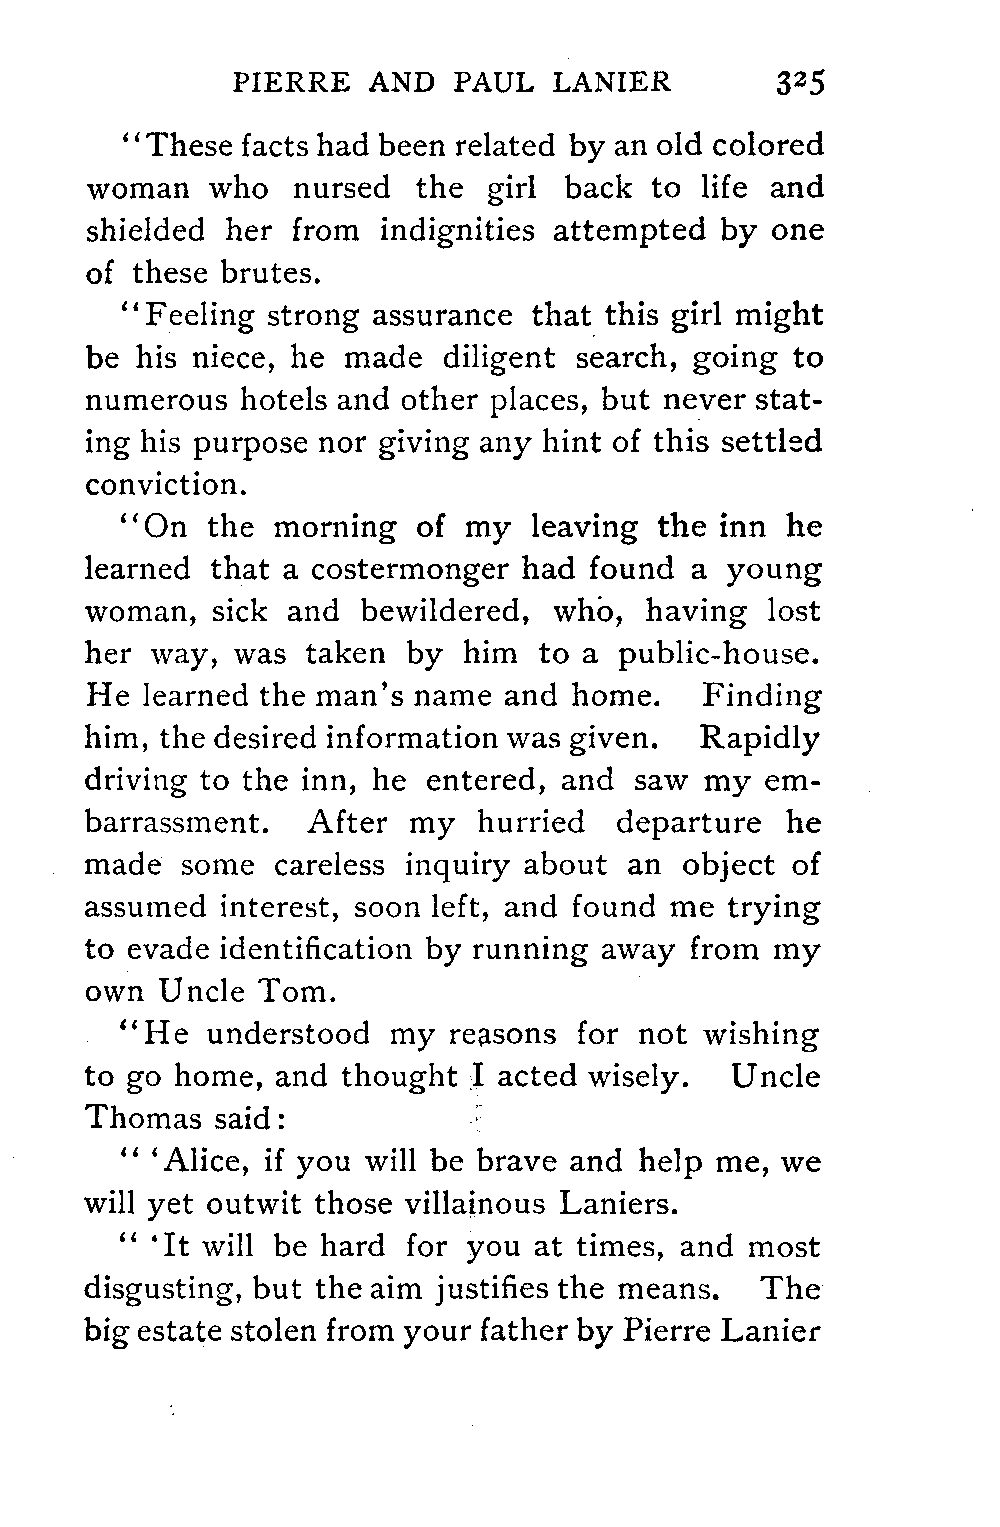 PIERRE AND PAUL LANIER 325
"These facts had been related by an old colored
woman who nursed the girl back to life and
shielded her from indignities attempted by one
of these brutes.
"Feeling strong assurance that this girl might
be his niece, he made diligent search, going to
numerous hotels and other places, but never stat-
ing his purpose nor giving any hint of this settled
conviction.
"On the morning of my leaving the inn he
learned that a costermonger had found a young
woman, sick and bewildered, who, having lost
her way, was taken by him to a public-house.
He learned the man's name and home. Finding
him, the desired information was given. Rapidly
driving to the inn, he entered, and saw my em-
barrassment. After my hurried departure he
made some careless inquiry about an object of
assumed interest, soon left, and found me trying
to evade identification by running away from my
own Uncle Tom.
"He understood my reasons for not wishing
to go home, and thought I acted wisely. Uncle
Thomas said:
" 'Alice, if you will be brave and help me, we
will yet outwit those villainous Laniers.
" 'It will be hard for you at times, and most
disgusting, but the aim justifies the means. The
big estate stolen from your father by Pierre Lanier